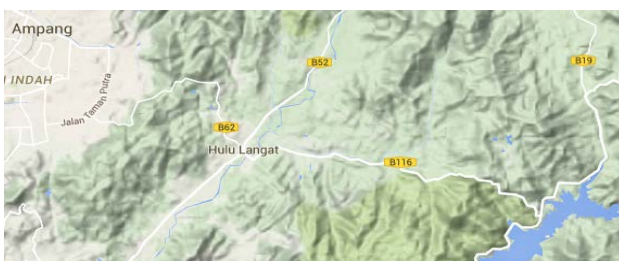 Ampang
I INDAH
Jalan Taman Putra
B52
B19
B62
Hulu Langat
B116